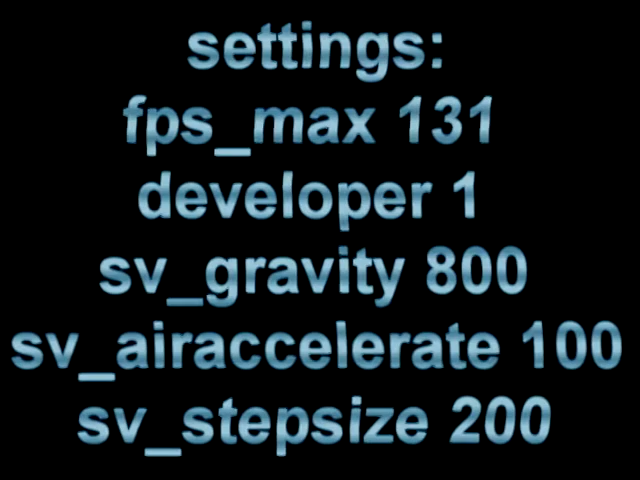 settings:
fps_max 131
developer 1
sv_gravity 800
sv_airaccelerate 100
sv_stepsize 200